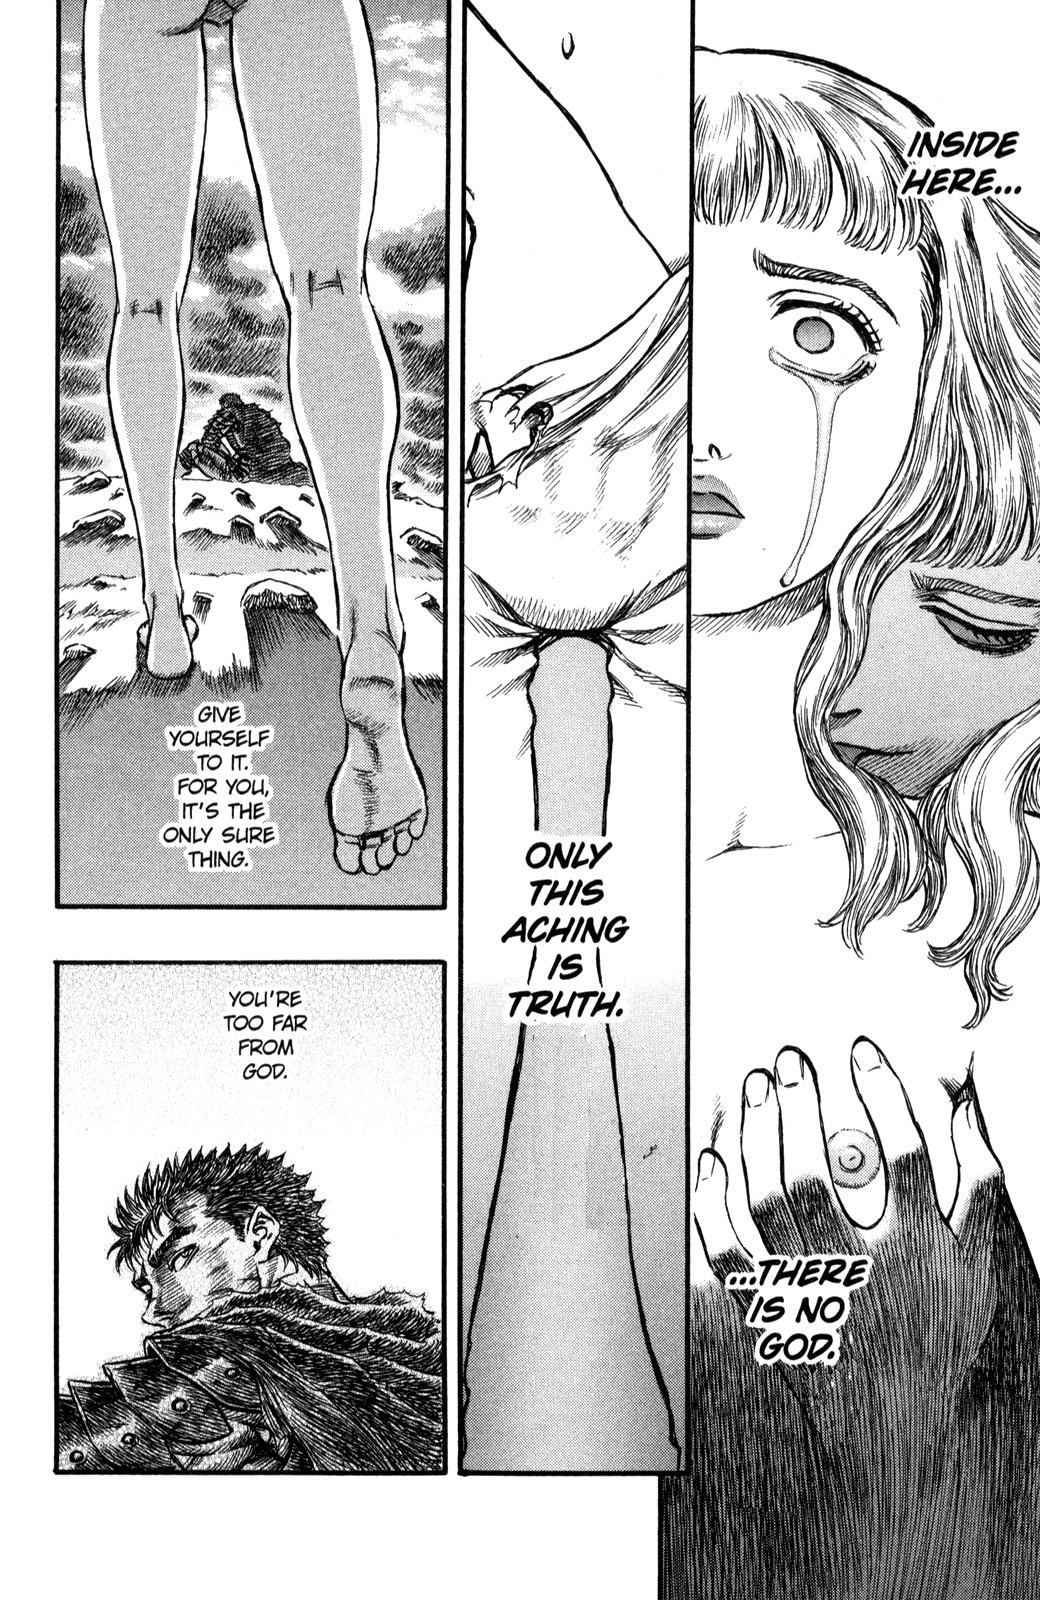 INSIDE
HERE...
...THERE
IS NO
GOD.
ONLY
THIS
ACHING
IS
TRUTH.
GIVE
YOURSELF
TO IT.
FOR YOU,
IT'S THE
ONLY SURE
THING.
YOU'RE
TOO FAR
FROM
GOD.